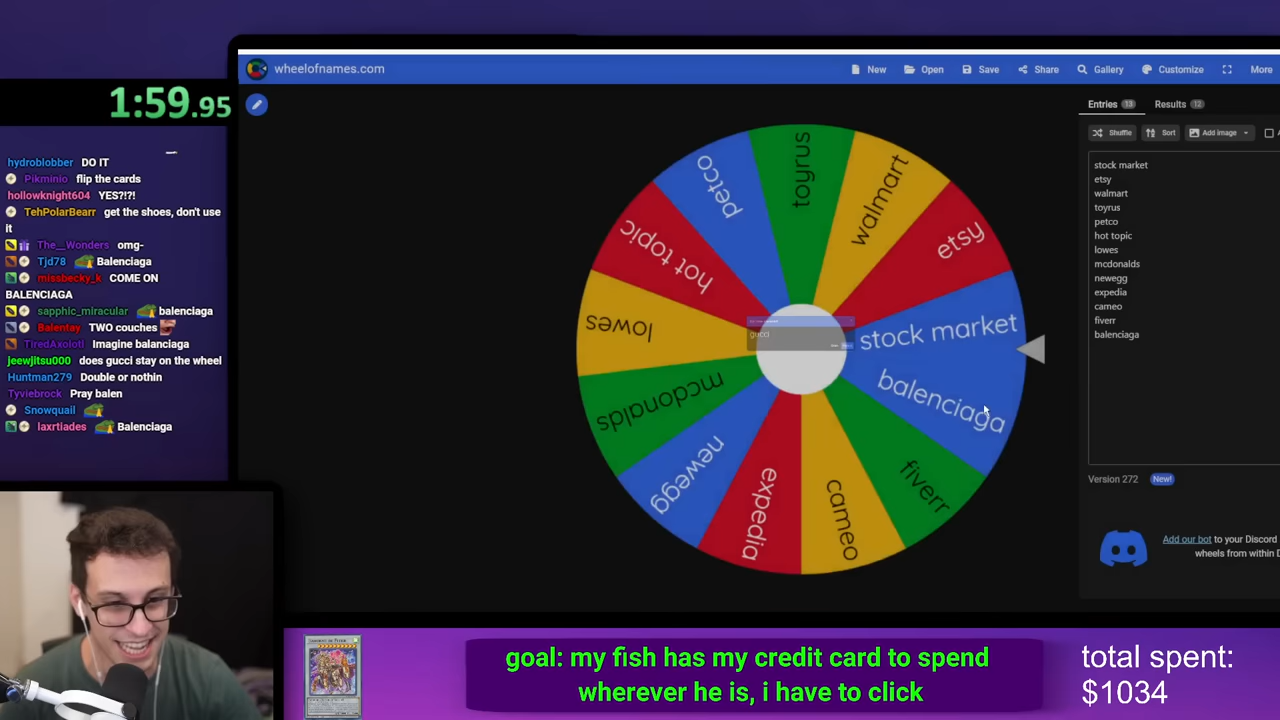 wheelofnames.com
New
Open
Save
Share
Gallery
Customize
More
1:59.95
hydroblobber DO IT
Pikminio flip the cards
hollowknight604 YES?!?!
TehPolarBearr get the shoes, don't use
it
The__Wonders omg-
Tjd78 Balenciaga
missbecky_k COME ON
BALENCIAGA
sapphic_miracular balenciaga
Balentay TWO couches
TiredAxolotl Imagine balanciaga
jeewjitsu000 does gucci stay on the wheel
Huntman279 Double or nothin
Tyviebrock Pray balen
Snowquail
laxrtiades Balenciaga
toyrus
walmart
etsy
stock market
balenciaga
fiverr
cameo
expedia
newegg
mcdonalds
lowes
hot topic
petco
gucci
Entries 13
Results 12
Shuffle
Sort
Add image
stock market
etsy
walmart
toyrus
petco
hot topic
lowes
mcdonalds
newegg
expedia
cameo
fiverr
balenciaga
Version 272 New!
Add our bot to your Discord
wheels from within
goal: my fish has my credit card to spend
wherever he is, i have to click
total spent:
$1034